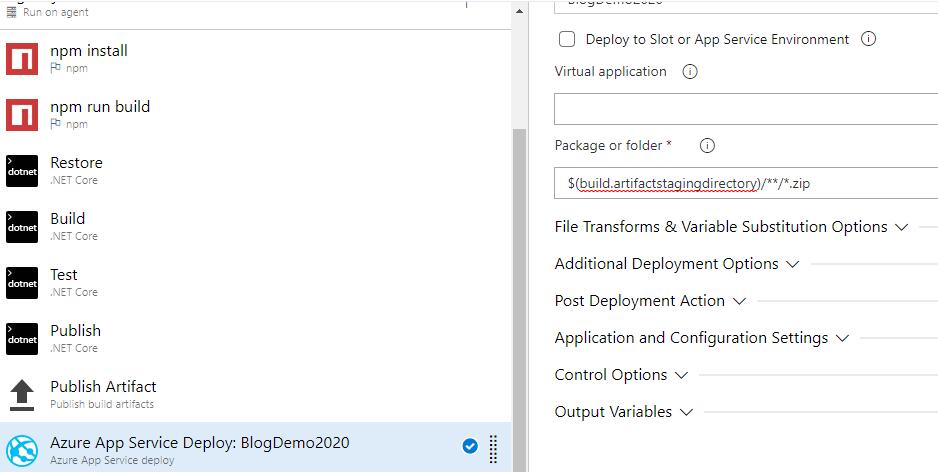 Run on agent
npm install
npm
npm run build
npm
dotnet
Restore
.NET Core
dotnet
Build
.NET Core
dotnet
Test
.NET Core
dotnet
Publish
.NET Core
Publish Artifact
Publish build artifacts
Azure App Service Deploy: BlogDemo2020
Azure App Service deploy
BlogDemo2020
Deploy to Slot or App Service Environment
Virtual application
Package or folder *
$(build.artifactstagingdirectory)/**/*.zip
File Transforms & Variable Substitution Options
Additional Deployment Options
Post Deployment Action
Application and Configuration Settings
Control Options
Output Variables